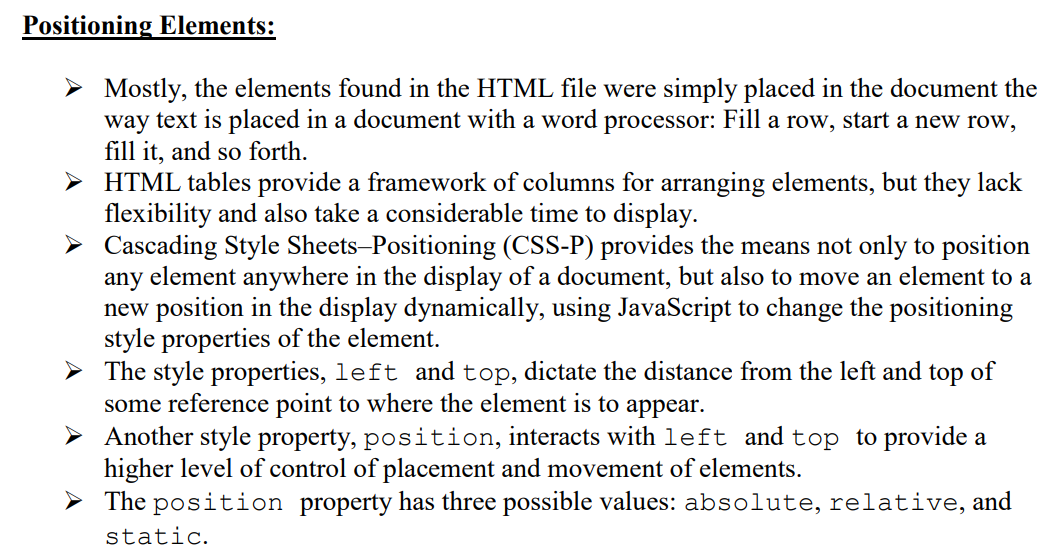 Positioning Elements:
➢ Mostly, the elements found in the HTML file were simply placed in the document the
way text is placed in a document with a word processor: Fill a row, start a new row,
fill it, and so forth.
➢ HTML tables provide a framework of columns for arranging elements, but they lack
flexibility and also take a considerable time to display.
➢ Cascading Style Sheets–Positioning (CSS-P) provides the means not only to position
any element anywhere in the display of a document, but also to move an element to a
new position in the display dynamically, using JavaScript to change the positioning
style properties of the element.
➢ The style properties, left and top, dictate the distance from the left and top of
some reference point to where the element is to appear.
➢ Another style property, position, interacts with left and top to provide a
higher level of control of placement and movement of elements.
➢ The position property has three possible values: absolute, relative, and
static.